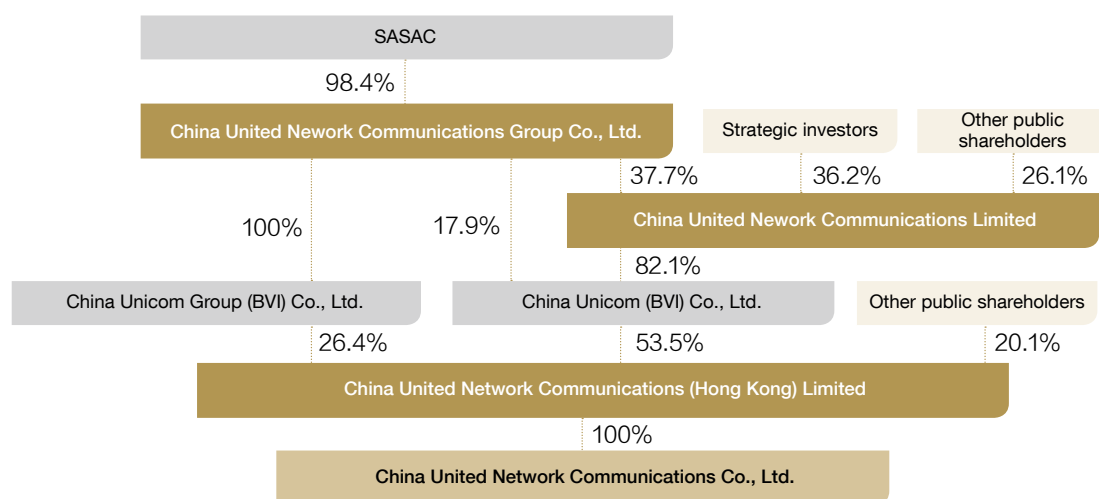 SASAC
98.4%
China United Nework Communications Group Co., Ltd.
Strategic investors
Other public
shareholders
37.7%
36.2%
26.1%
100%
17.9%
China United Nework Communications Limited
82.1%
China Unicom Group (BVI) Co., Ltd.
China Unicom (BVI) Co., Ltd.
Other public shareholders
26.4%
53.5%
20.1%
China United Network Communications (Hong Kong) Limited
100%
China United Network Communications Co., Ltd.